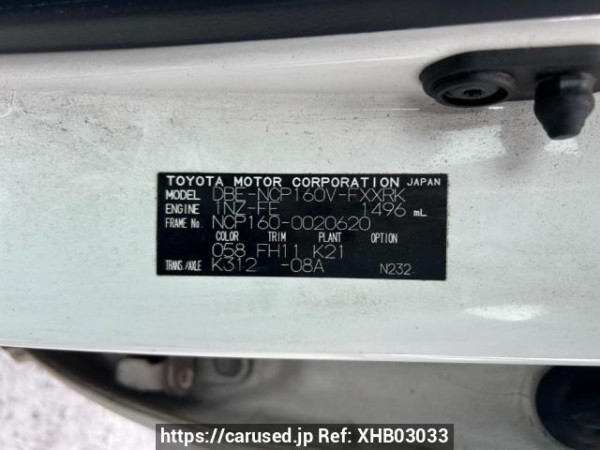 TOYOTA MOTOR CORPORATION JAPAN
MODEL DBE-NCP160V-FXXRK
ENGINE 1NZ-FE 1496 mL
FRAME No. NCP160-0020620
COLOR TRIM PLANT OPTION
058 FH11 K21
TRANS./AXLE K312 -08A N232
https://carused.jp Ref: XHB03033